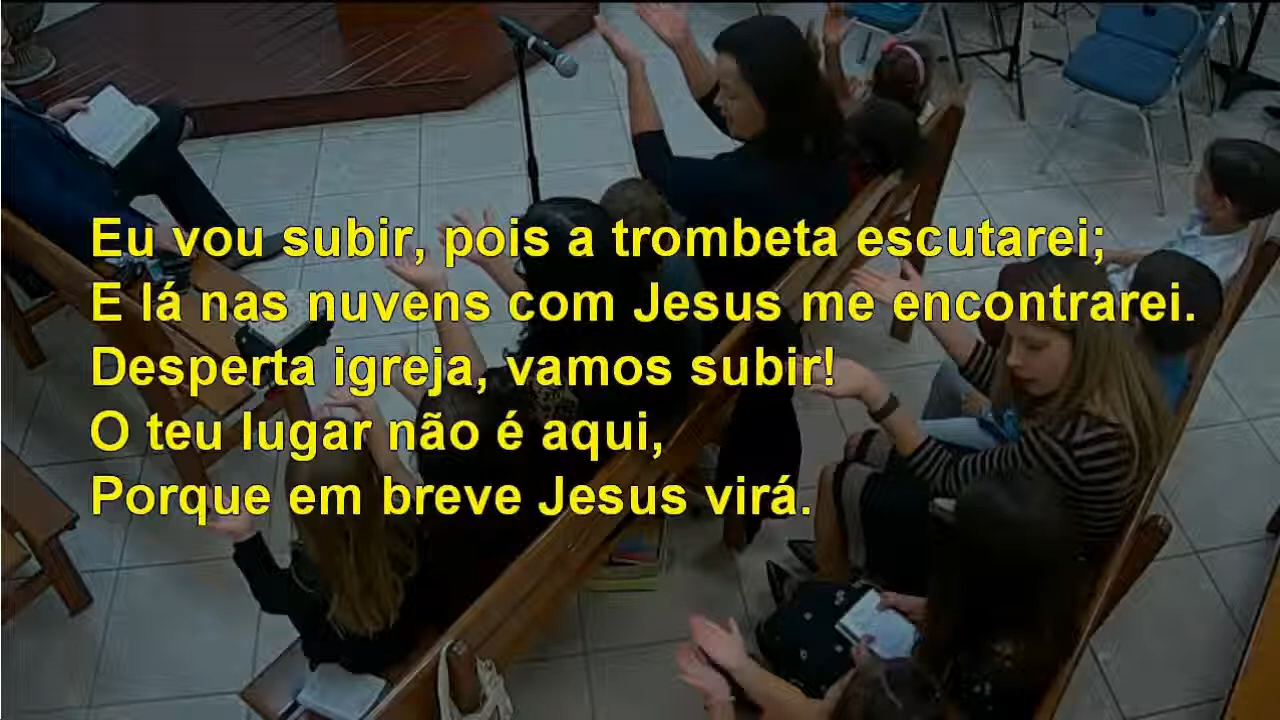 Eu vou subir, pois a trombeta escutarei;
E lá nas nuvens com Jesus me encontrarei.
Desperta igreja, vamos subir!
O teu lugar não é aqui,
Porque em breve Jesus virá.